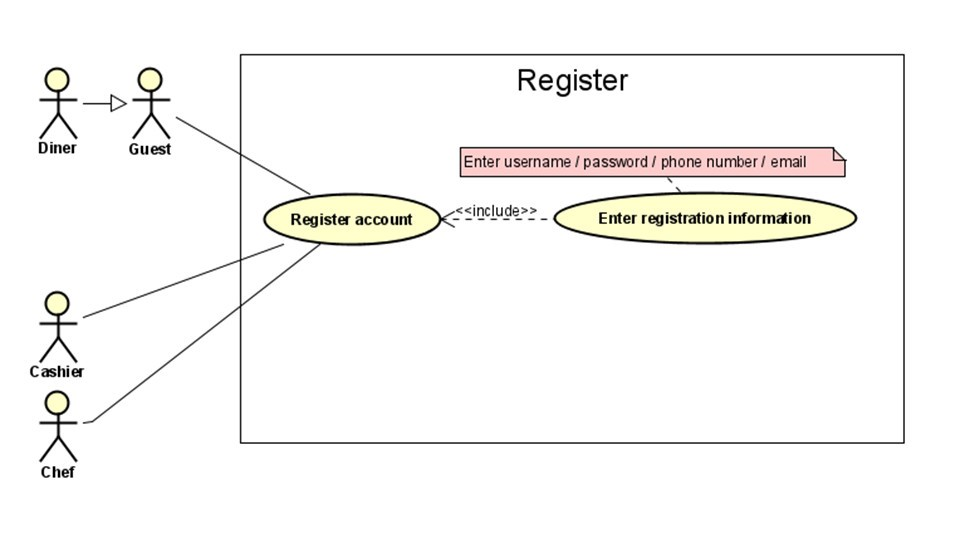 Register
Diner
Guest
Enter username / password / phone number / email
Register account
<<include>>
Enter registration information
Cashier
Chef